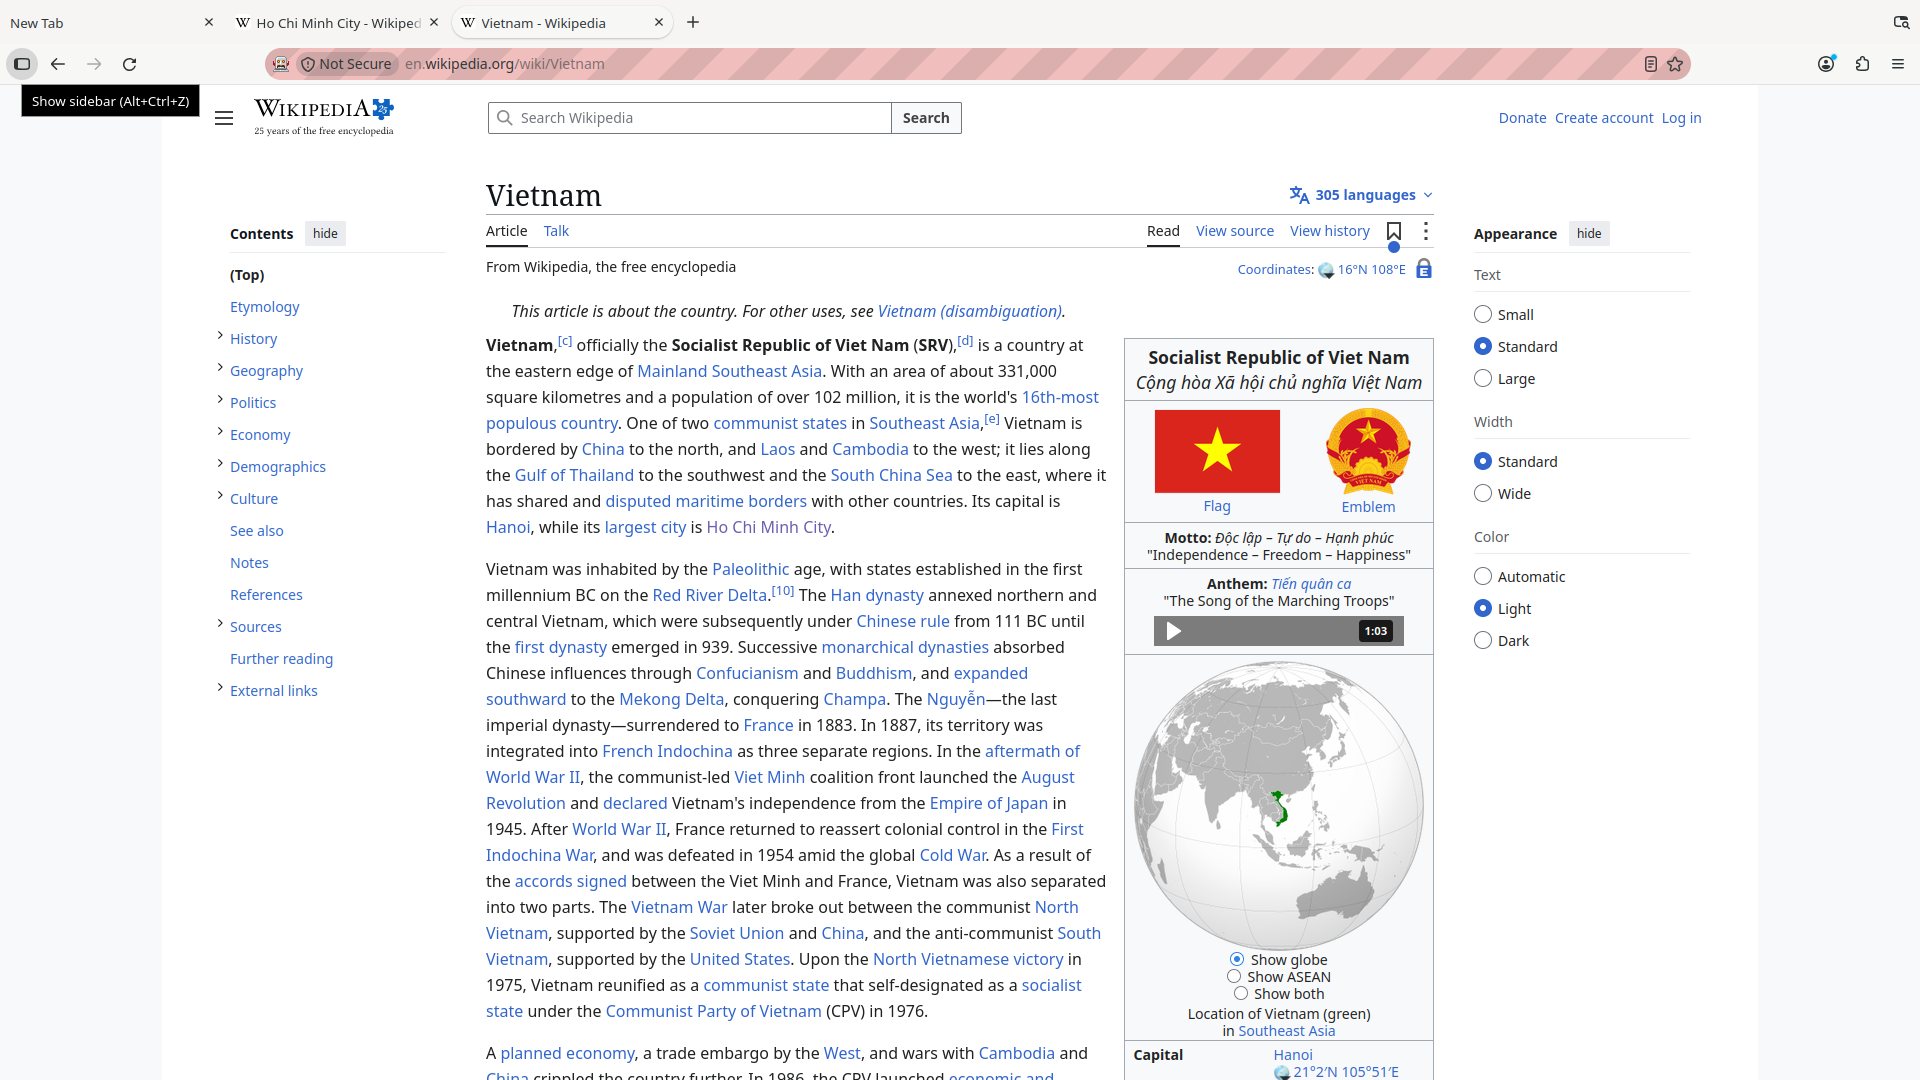 New Tab
Ho Chi Minh City - Wikiped
Vietnam - Wikipedia
Not Secure
en.wikipedia.org/wiki/Vietnam
Show sidebar (Alt+Ctrl+Z)
WIKIPEDIA 25
25 years of the free encyclopedia
Search Wikipedia
Search
Donate
Create account
Log in
Vietnam
305 languages
Article
Talk
Read
View source
View history
From Wikipedia, the free encyclopedia
Coordinates: 16°N 108°E
Contents
hide
(Top)
Etymology
History
Geography
Politics
Economy
Demographics
Culture
See also
Notes
References
Sources
Further reading
External links
This article is about the country. For other uses, see Vietnam (disambiguation).
Vietnam,[c] officially the Socialist Republic of Viet Nam (SRV),[d] is a country at
the eastern edge of Mainland Southeast Asia. With an area of about 331,000
square kilometres and a population of over 102 million, it is the world's 16th-most
populous country. One of two communist states in Southeast Asia,[e] Vietnam is
bordered by China to the north, and Laos and Cambodia to the west; it lies along
the Gulf of Thailand to the southwest and the South China Sea to the east, where it
has shared and disputed maritime borders with other countries. Its capital is
Hanoi, while its largest city is Ho Chi Minh City.
Vietnam was inhabited by the Paleolithic age, with states established in the first
millennium BC on the Red River Delta.[10] The Han dynasty annexed northern and
central Vietnam, which were subsequently under Chinese rule from 111 BC until
the first dynasty emerged in 939. Successive monarchical dynasties absorbed
Chinese influences through Confucianism and Buddhism, and expanded
southward to the Mekong Delta, conquering Champa. The Nguyễn—the last
imperial dynasty—surrendered to France in 1883. In 1887, its territory was
integrated into French Indochina as three separate regions. In the aftermath of
World War II, the communist-led Viet Minh coalition front launched the August
Revolution and declared Vietnam's independence from the Empire of Japan in
1945. After World War II, France returned to reassert colonial control in the First
Indochina War, and was defeated in 1954 amid the global Cold War. As a result of
the accords signed between the Viet Minh and France, Vietnam was also separated
into two parts. The Vietnam War later broke out between the communist North
Vietnam, supported by the Soviet Union and China, and the anti-communist South
Vietnam, supported by the United States. Upon the North Vietnamese victory in
1975, Vietnam reunified as a communist state that self-designated as a socialist
state under the Communist Party of Vietnam (CPV) in 1976.
A planned economy, a trade embargo by the West, and wars with Cambodia and
China crippled the country further. In 1986, the CPV launched economic and
Socialist Republic of Viet Nam
Cộng hòa Xã hội chủ nghĩa Việt Nam
Flag
Emblem
Motto: Độc lập – Tự do – Hạnh phúc
"Independence – Freedom – Happiness"
Anthem: Tiến quân ca
"The Song of the Marching Troops"
1:03
Show globe
Show ASEAN
Show both
Location of Vietnam (green)
in Southeast Asia
Capital
Hanoi
21°2′N 105°51′E
Appearance
hide
Text
Small
Standard
Large
Width
Standard
Wide
Color
Automatic
Light
Dark